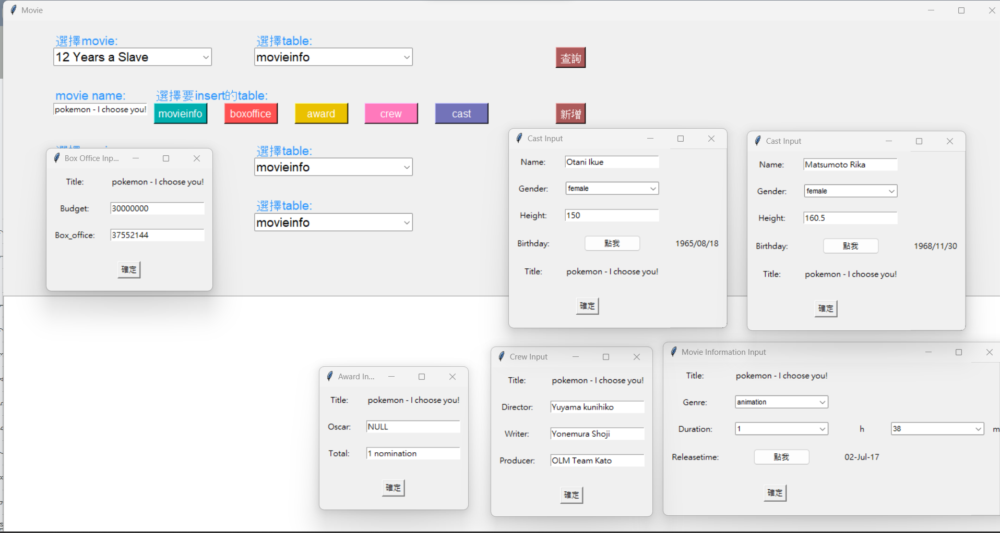 Movie
選擇movie:
選擇table:
12 Years a Slave
movieinfo
查詢
movie name:
選擇要insert的table:
pokemon - I choose you!
movieinfo
boxoffice
award
crew
cast
新增
選擇table:
movieinfo
選擇table:
movieinfo
Box Office Inp...
Title:
pokemon - I choose you!
Budget:
30000000
Box_office:
37552144
確定
Cast Input
Name:
Otani Ikue
Gender:
female
Height:
150
Birthday:
點我
1965/08/18
Title:
pokemon - I choose you!
確定
Cast Input
Name:
Matsumoto Rika
Gender:
female
Height:
160.5
Birthday:
點我
1968/11/30
Title:
pokemon - I choose you!
確定
Award In...
Title:
pokemon - I choose you!
Oscar:
NULL
Total:
1 nomination
確定
Crew Input
Title:
pokemon - I choose you!
Director:
Yuyama kunihiko
Writer:
Yonemura Shoji
Producer:
OLM Team Kato
確定
Movie Information Input
Title:
pokemon - I choose you!
Genre:
animation
Duration:
1
h
38
m
Releasetime:
點我
02-Jul-17
確定